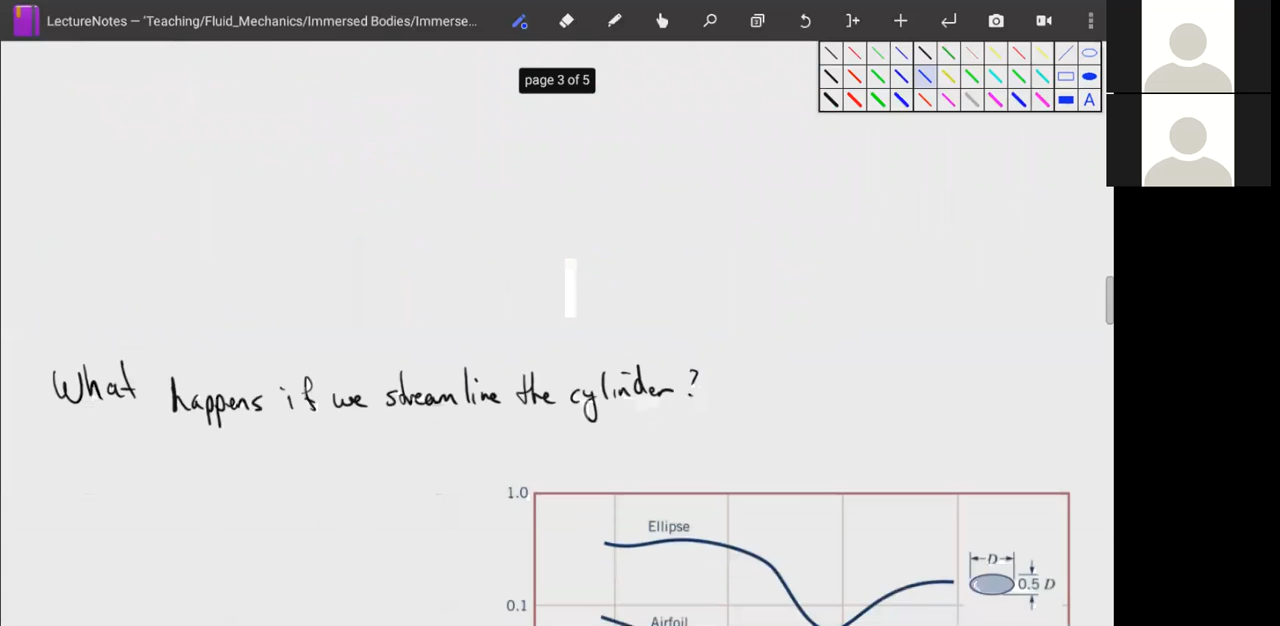 LectureNotes — 'Teaching/Fluid_Mechanics/Immersed Bodies/Immerse...
page 3 of 5
A
What happens if we streamline the cylinder?
1.0
Ellipse
D
0.5 D
0.1
Airfoil